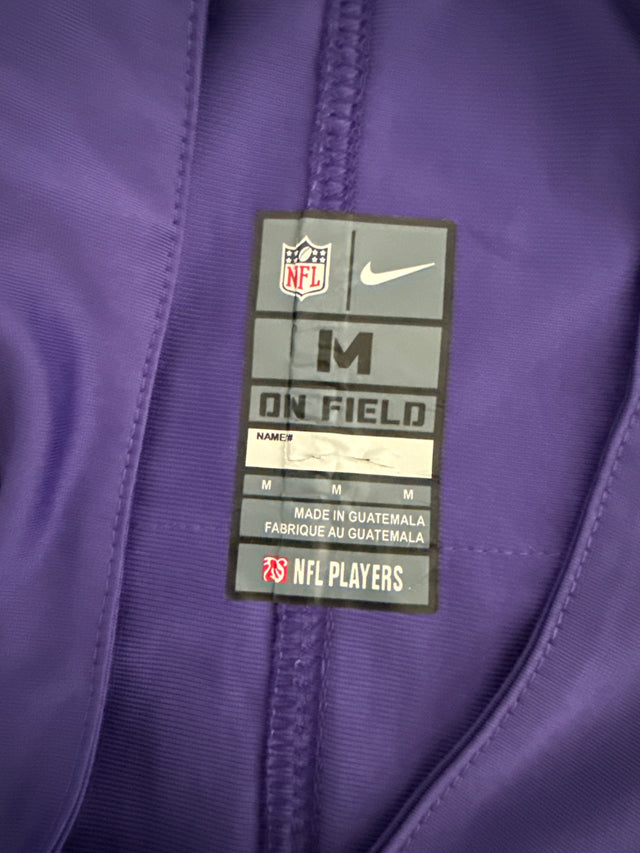 NFL
M
ON FIELD
NAME/#
M M M
MADE IN GUATEMALA
FABRIQUE AU GUATEMALA
NFL PLAYERS